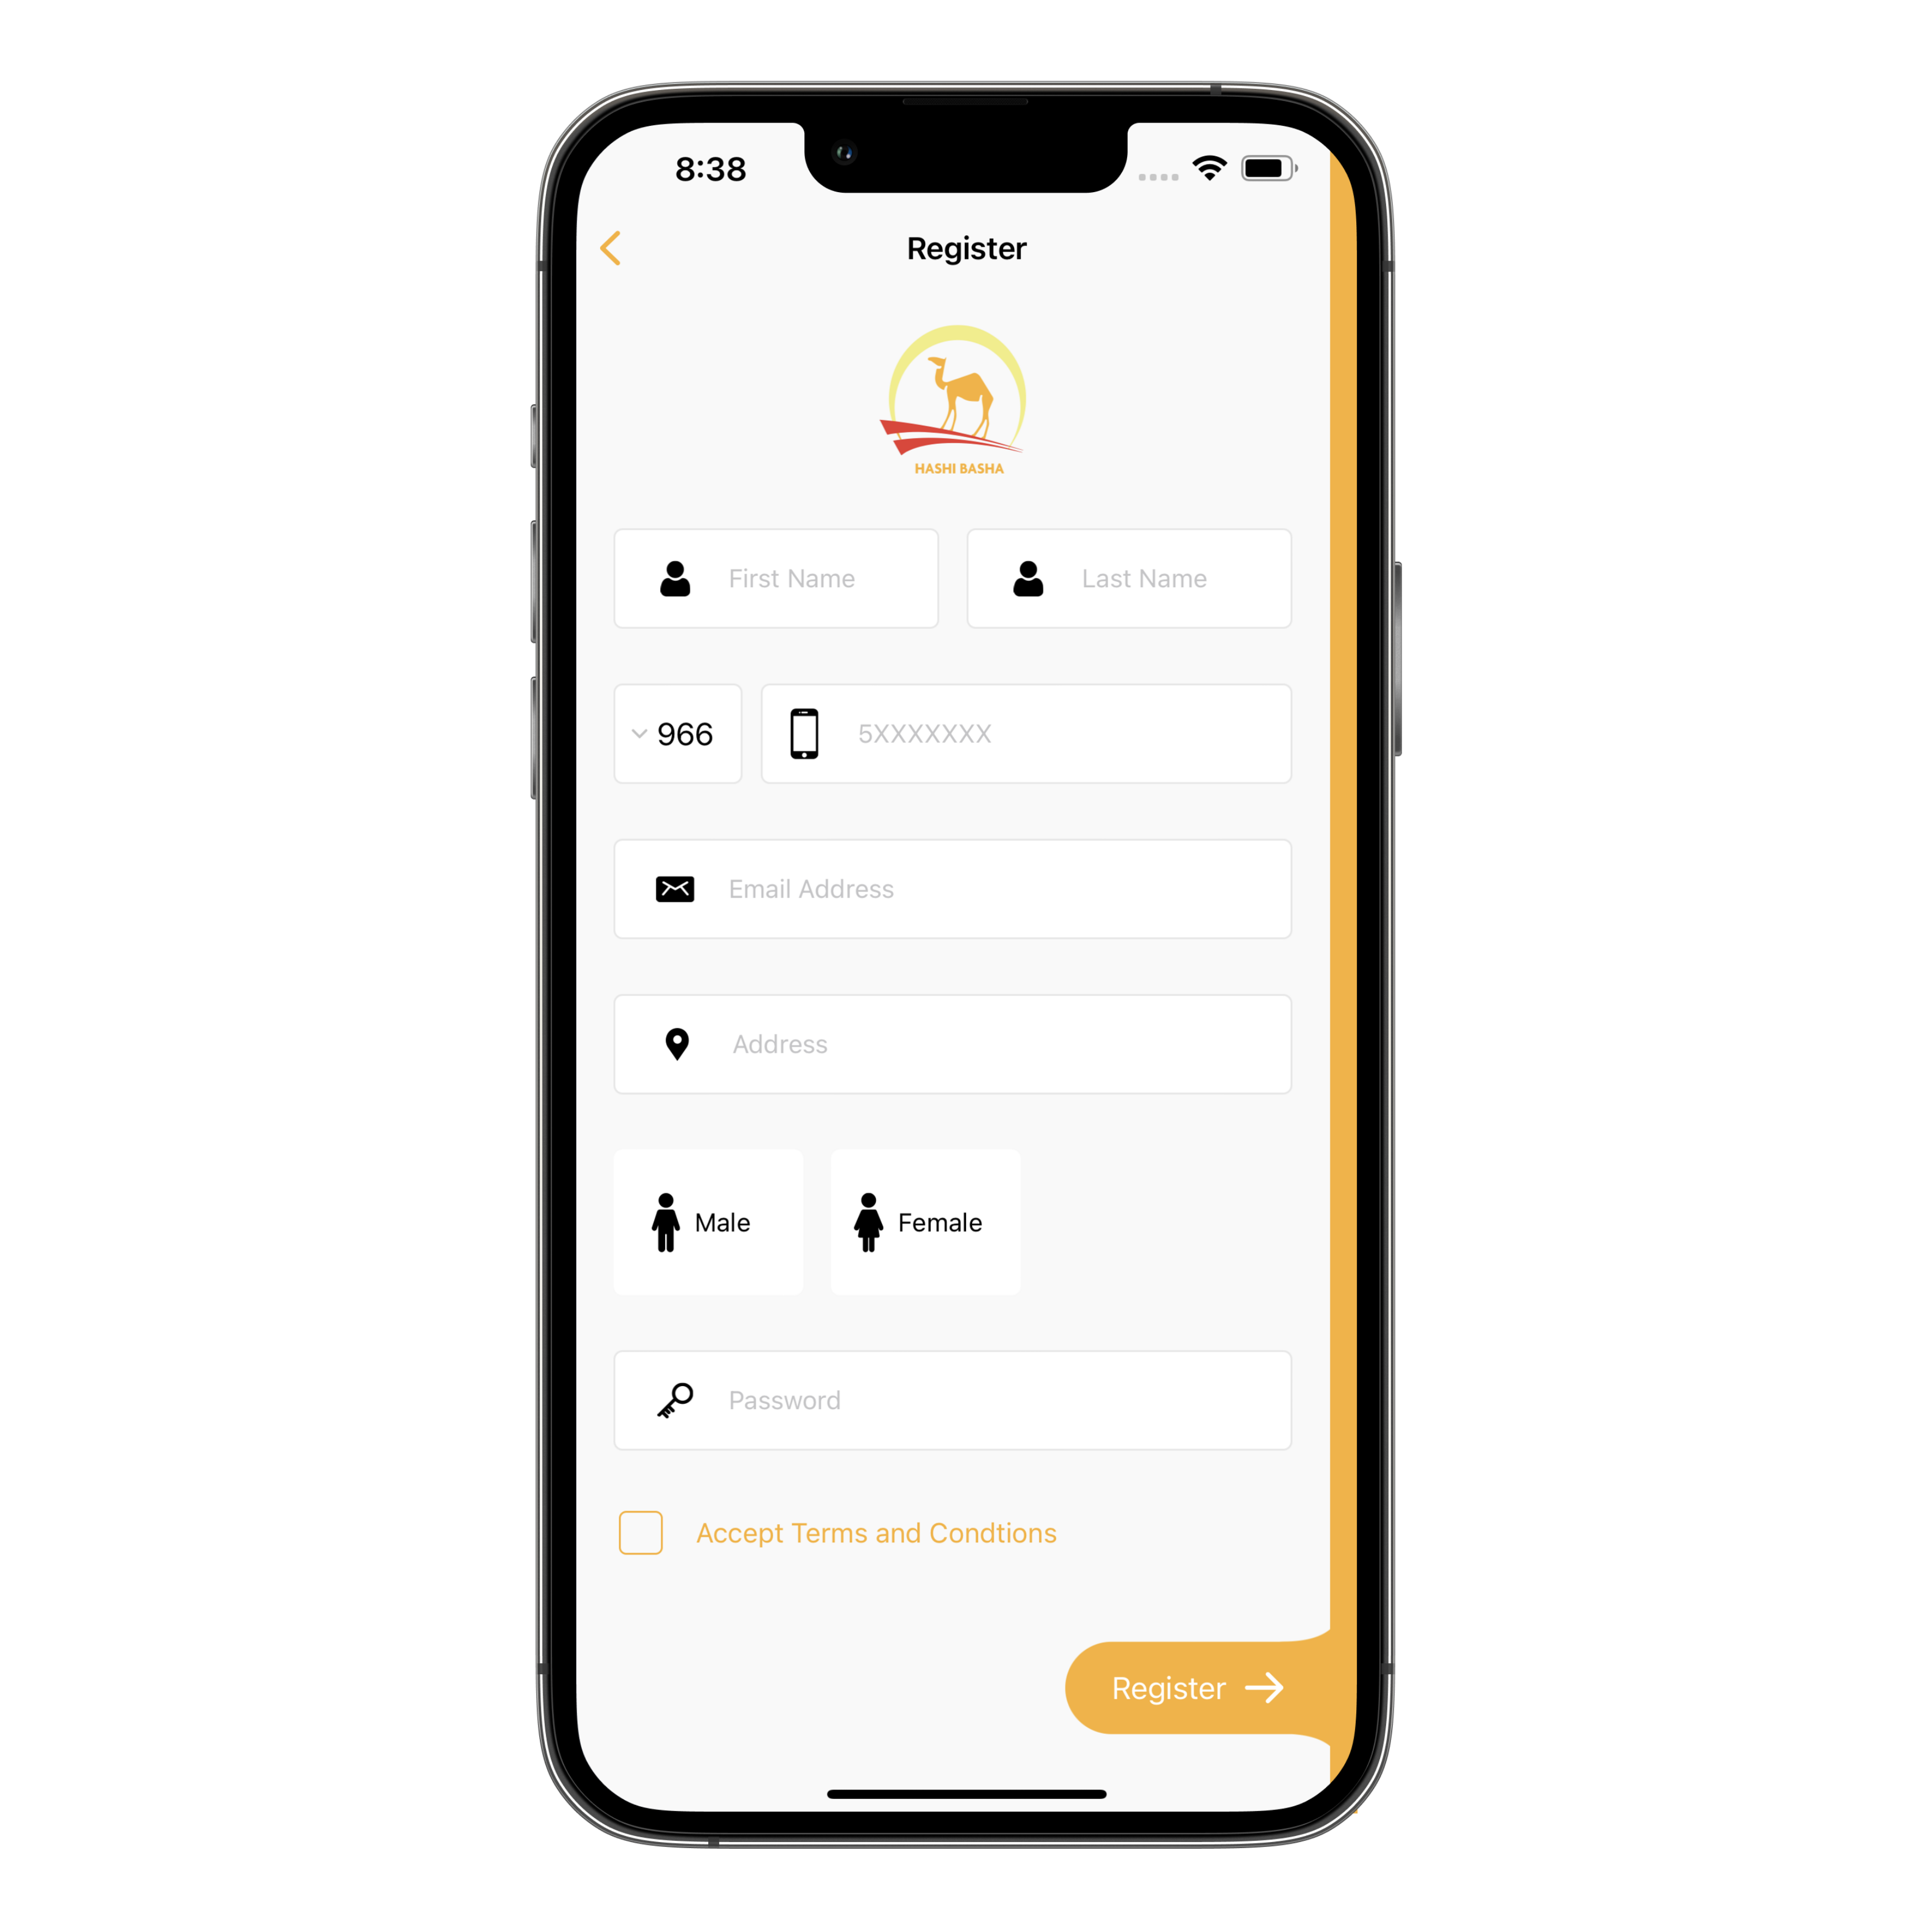 8:38
Register
HASHI BASHA
First Name
Last Name
966
5XXXXXXX
Email Address
Address
Male
Female
Password
Accept Terms and Condtions
Register